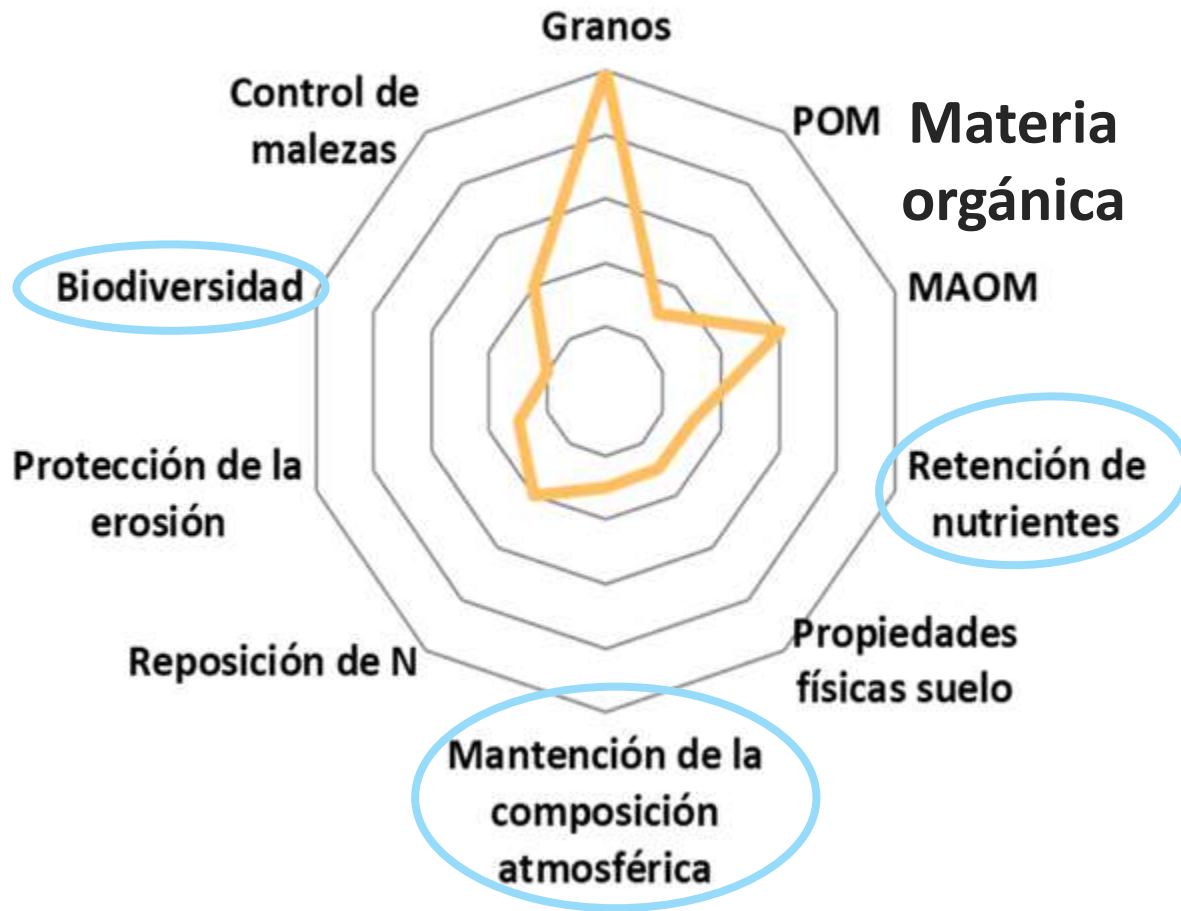 Granos
Control de
malezas
POM
Materia
orgánica
Biodiversidad
MAOM
Protección de la
erosión
Retención de
nutrientes
Reposición de N
Propiedades
físicas suelo
Mantención de la
composición
atmosférica